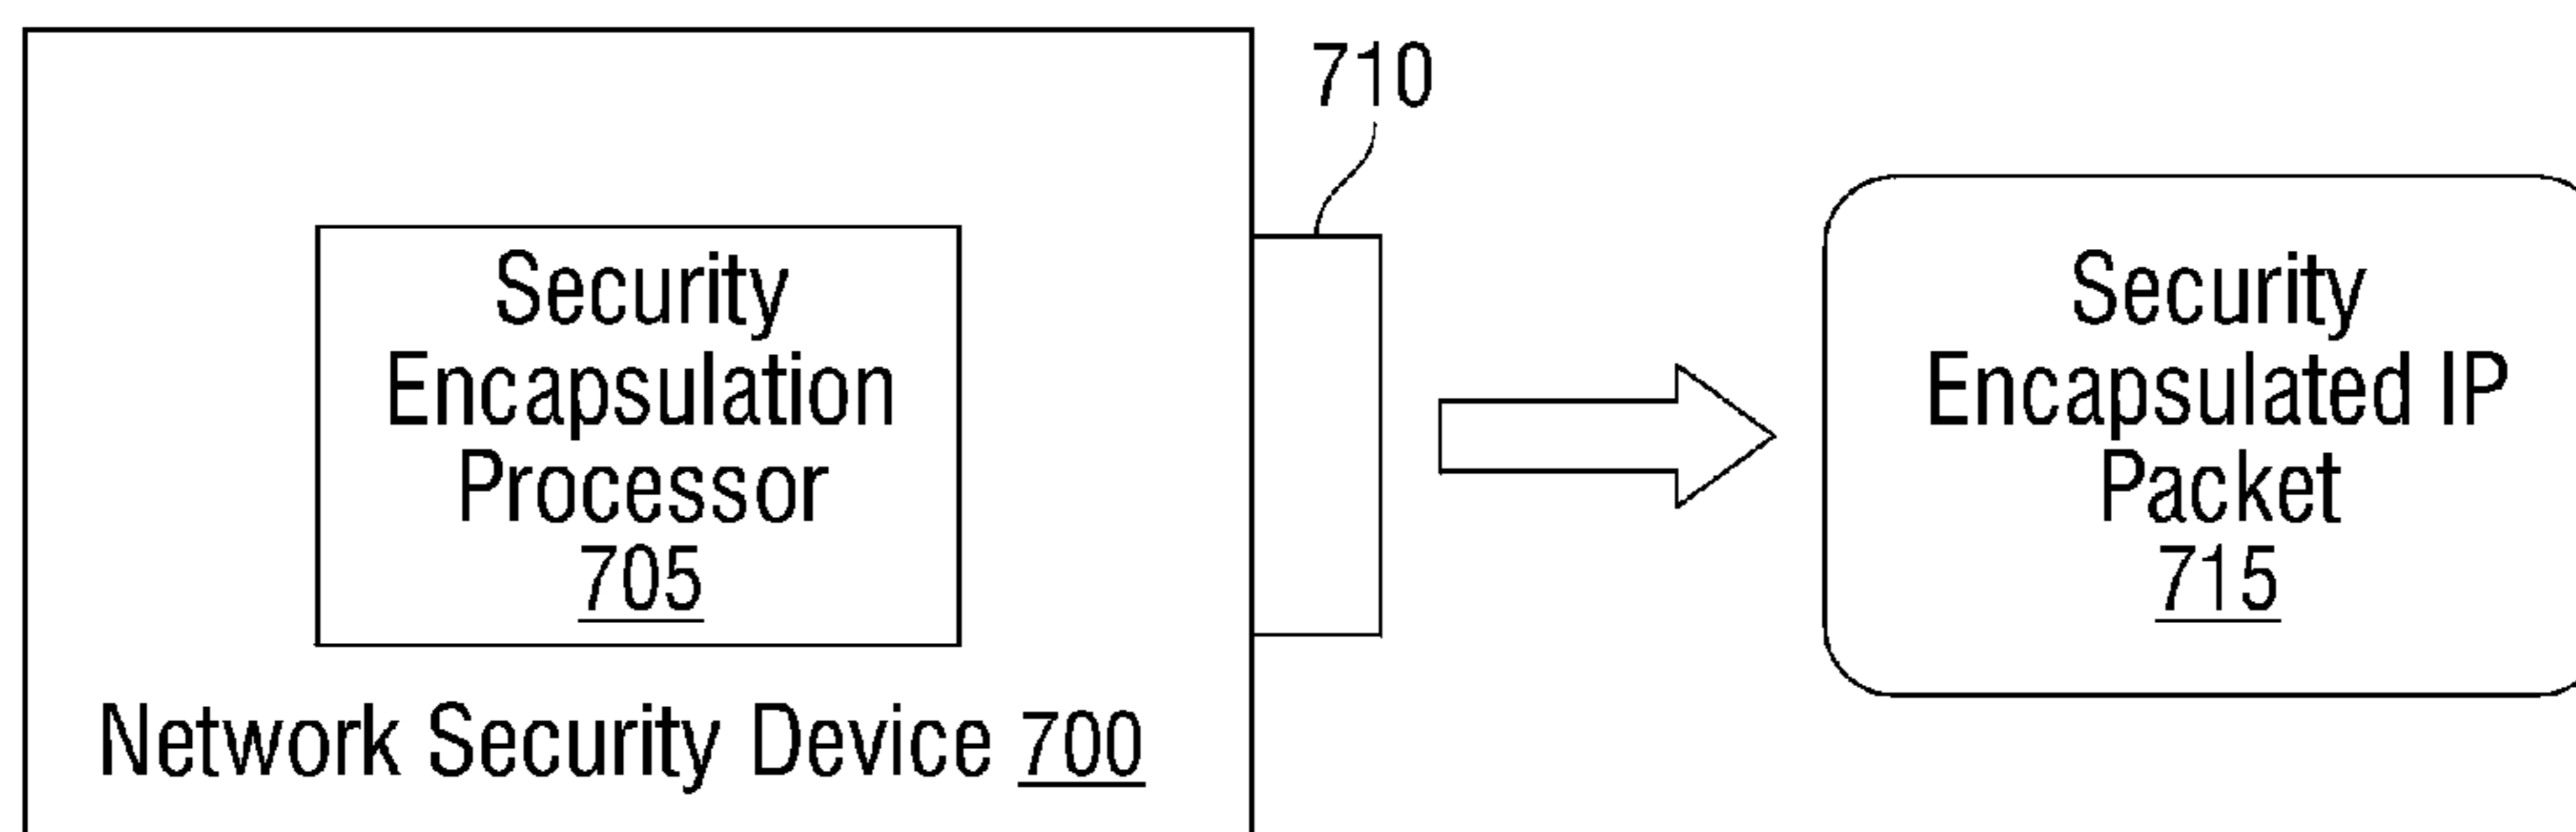 710
Security
Encapsulation
Processor
705
Network Security Device 700
Security
Encapsulated IP
Packet
715